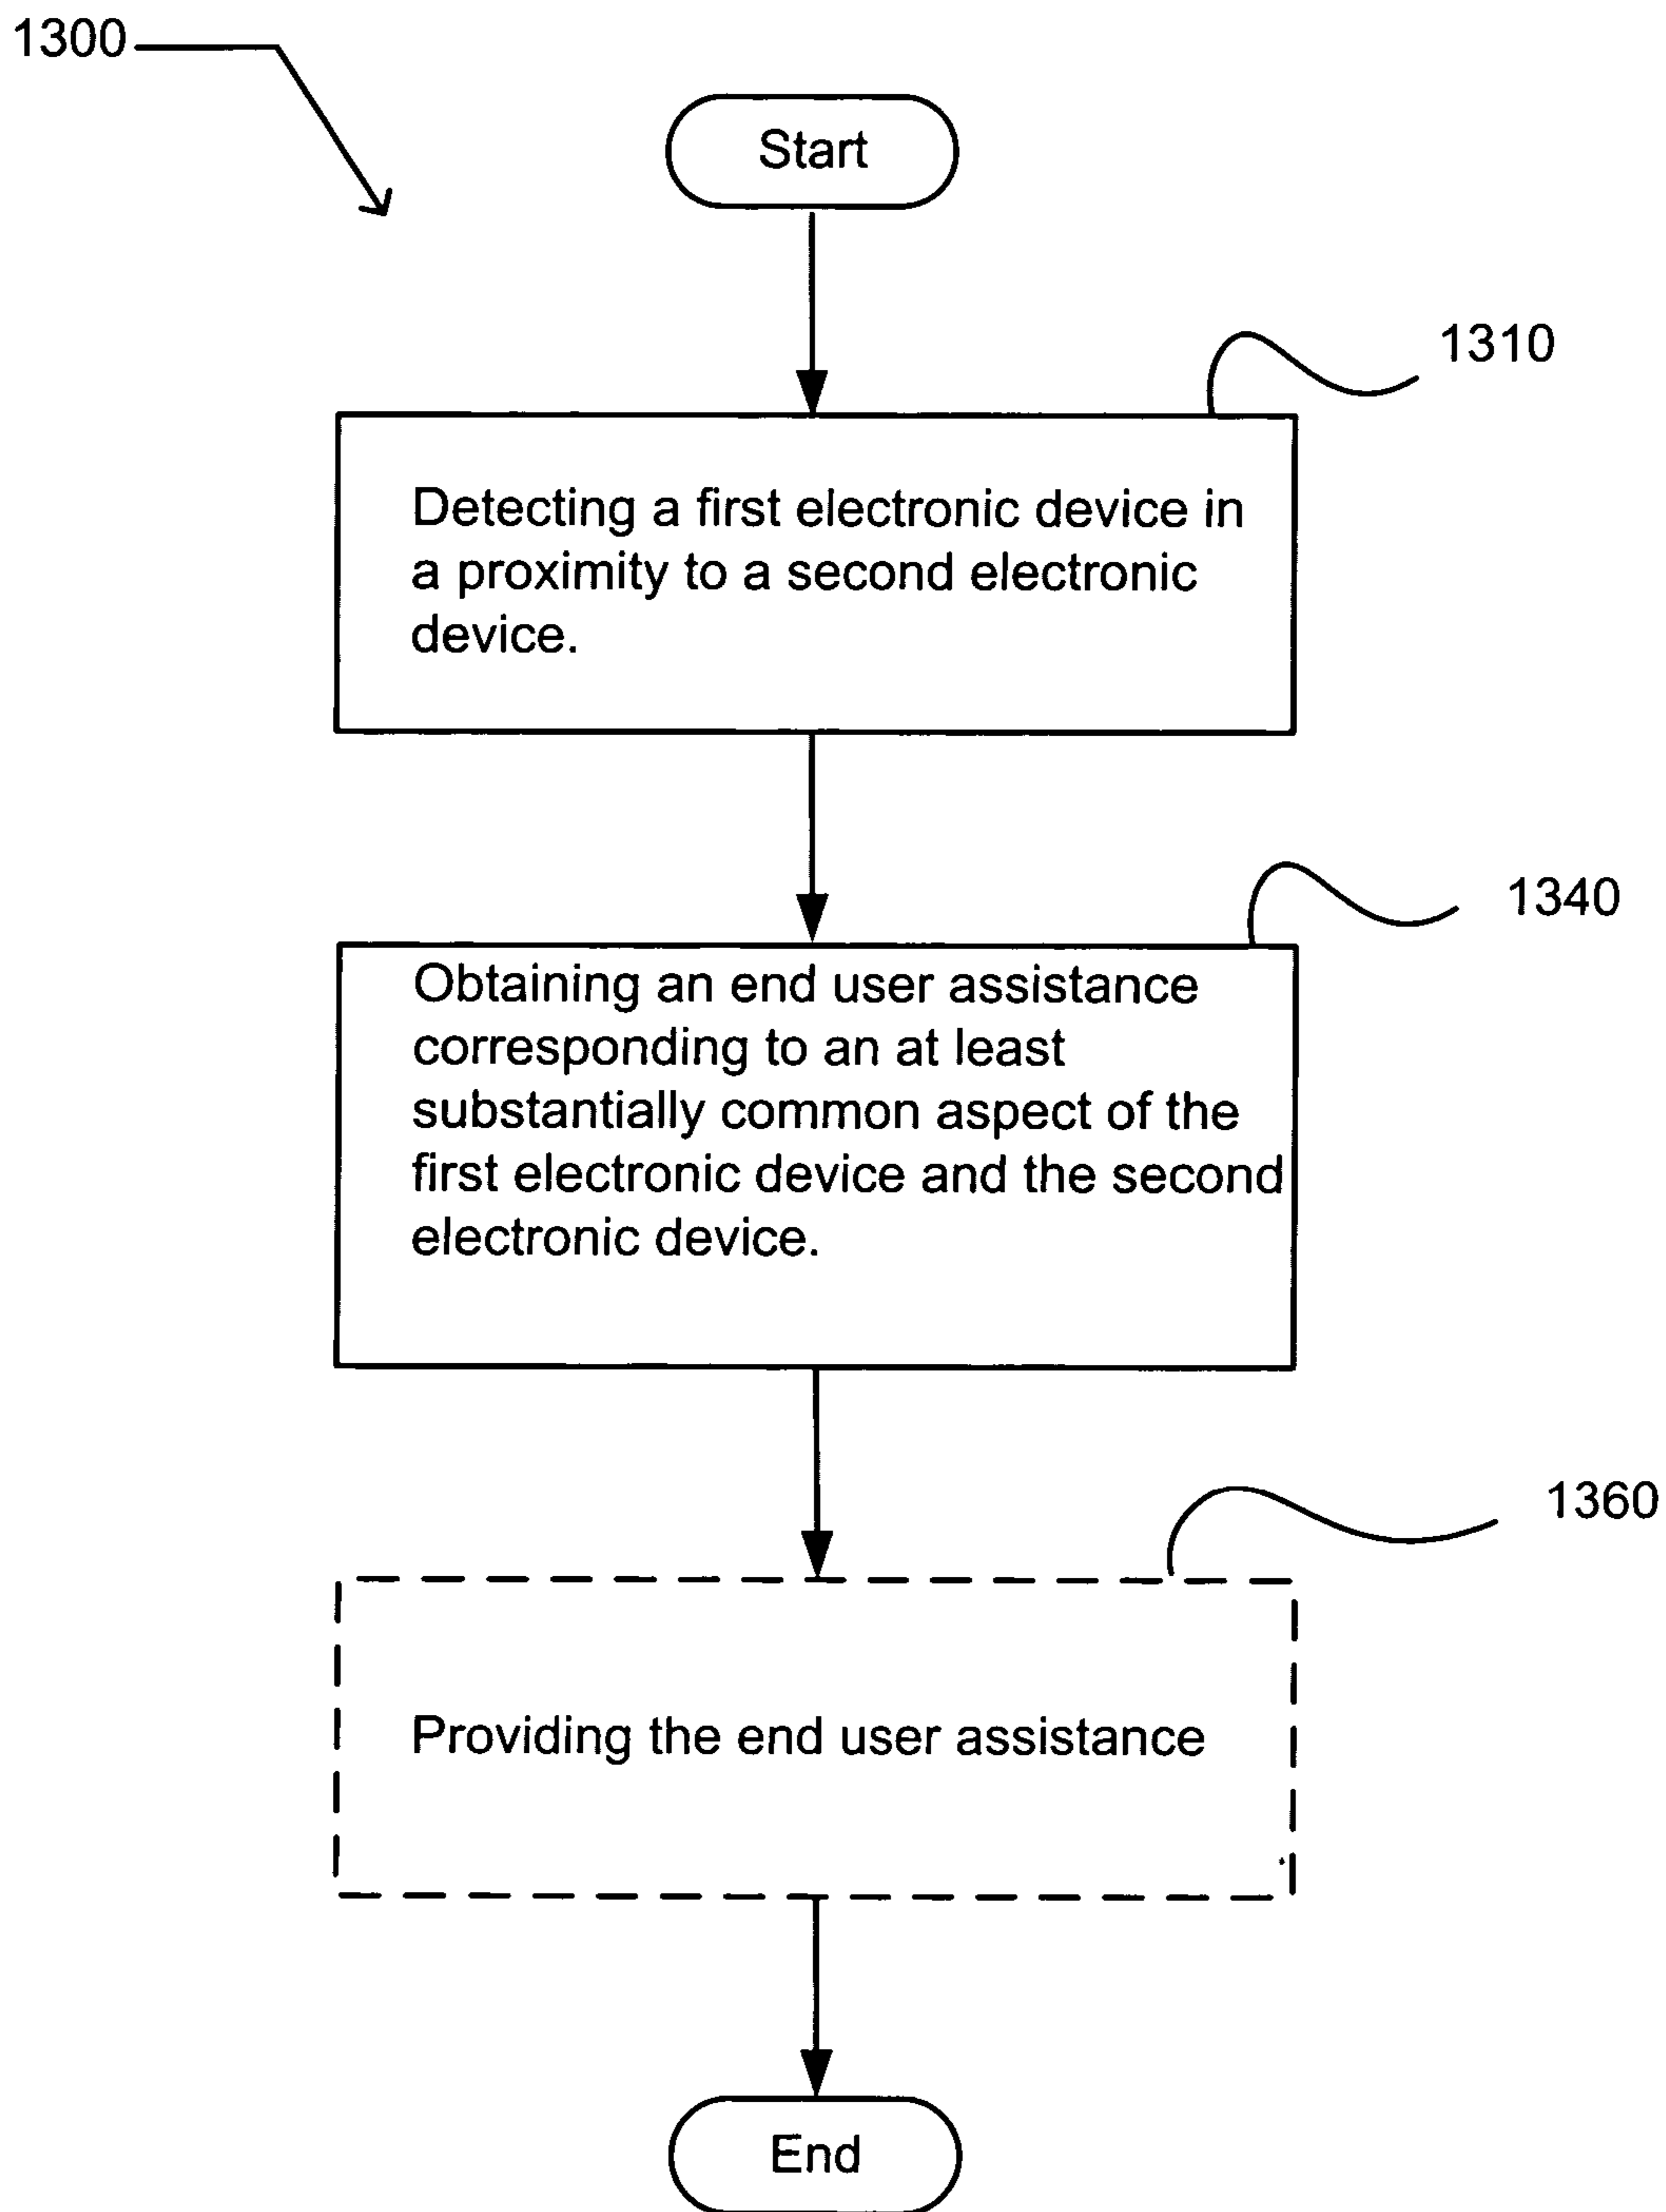 1300
Start
1310
Detecting a first electronic device in
a proximity to a second electronic
device.
1340
Obtaining an end user assistance
corresponding to an at least
substantially common aspect of the
first electronic device and the second
electronic device.
1360
Providing the end user assistance
End